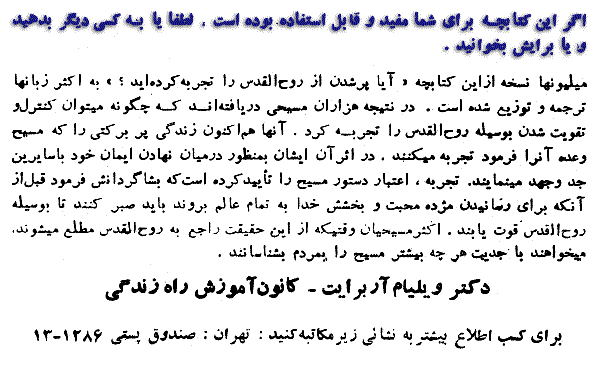 اگر این کتابچه برای شما مفید و قابل استفاده بوده است ، لطفا یا به کسی دیگر بدهید
و یا برایش بخوانید .
میلیونها نسخه ازاین کتابچه « آیا پرشدن از روح‌القدس را تجربه‌کرده‌اید ؟ » به اکثر زبانها
ترجمه و توزیع شده است . در نتیجه هزاران مسیحی دریافته‌انـد کـه چگونه میتوان کنترل‌و
تقویت شدن بوسیله روح‌القدس را تجربـه کرد . آنها هم‌اکنون زندگی پر برکتی را که مسیح
وعده آنرا فرمود تجربه میکنند . در اثرآن ایشان بمنظور درمیان نهادن ایمان خود باسایرین
جد وجهد مینمایند. تجربه ، اعتبار دستور مسیح را تأییدکرده است‌که بشاگردانش فرمود قبل‌از
آنکه برای رسانیدن مژده محبت و بخشش خدا به تمام عالم بروند باید صبر کنند تا بوسیله
روح‌القدس قوت یابند . اکثرمسیحیان وقتیکه از این حقیقت راجع به روح‌القدس مطلع میشوند،
میخواهند با جدیت هر چه بیشتر مسیح را بمردم بشناسانند .
دکتر ویلیام آر برایت - کانون‌آموزش راه زندگی
برای کسب اطلاع بیشتر به نشانی زیر مکاتبه‌کنید : تهران : صندوق پستی ۱۲۸۶-۱۳